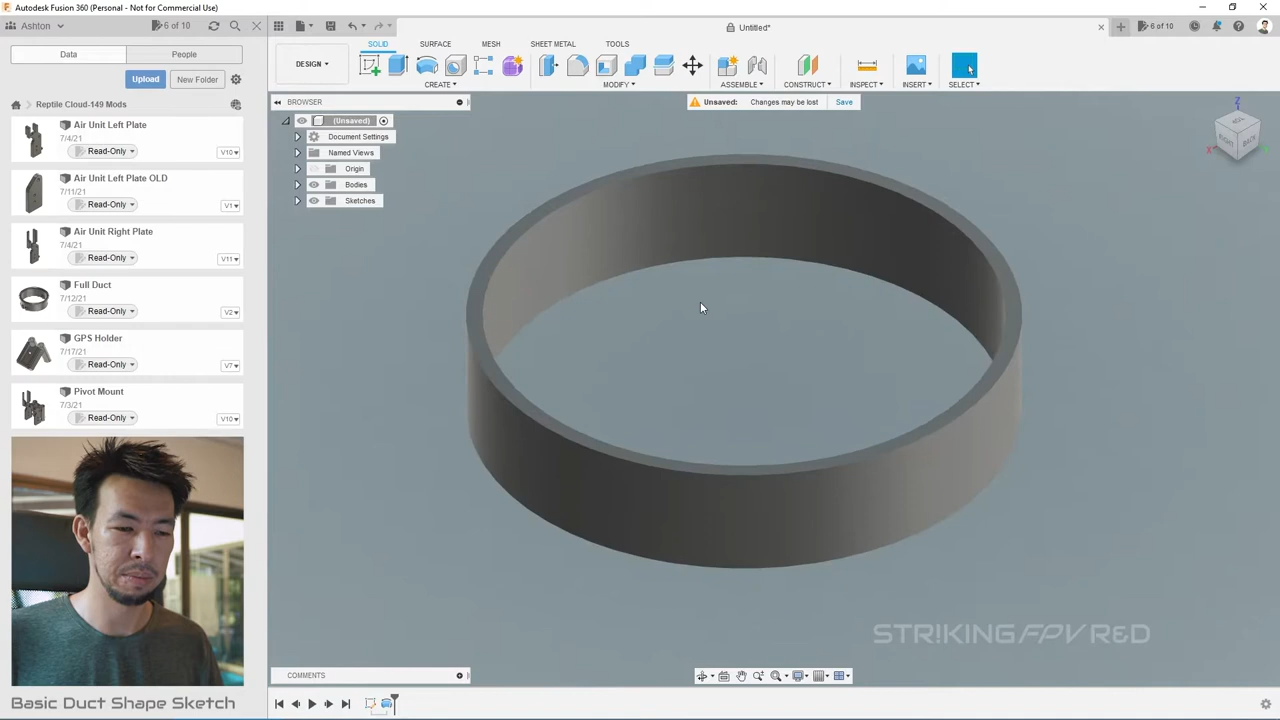 Autodesk Fusion 360 (Personal - Not for Commercial Use)
Ashton
6 of 10
Untitled*
6 of 10
Data
People
SOLID
SURFACE
MESH
SHEET METAL
TOOLS
Upload
New Folder
DESIGN
CREATE
MODIFY
ASSEMBLE
CONSTRUCT
INSPECT
INSERT
SELECT
Reptile Cloud-149 Mods
BROWSER
Unsaved:
Changes may be lost
Save
(Unsaved)
Document Settings
Named Views
Origin
Bodies
Sketches
Air Unit Left Plate
7/4/21
Read-Only
V10
Air Unit Left Plate OLD
7/11/21
Read-Only
V1
Air Unit Right Plate
7/4/21
Read-Only
V11
Full Duct
7/12/21
Read-Only
V2
GPS Holder
7/17/21
Read-Only
V7
Pivot Mount
7/3/21
Read-Only
V10
Z
X
BACK
STR!KINGFPV R&D
COMMENTS
Basic Duct Shape Sketch